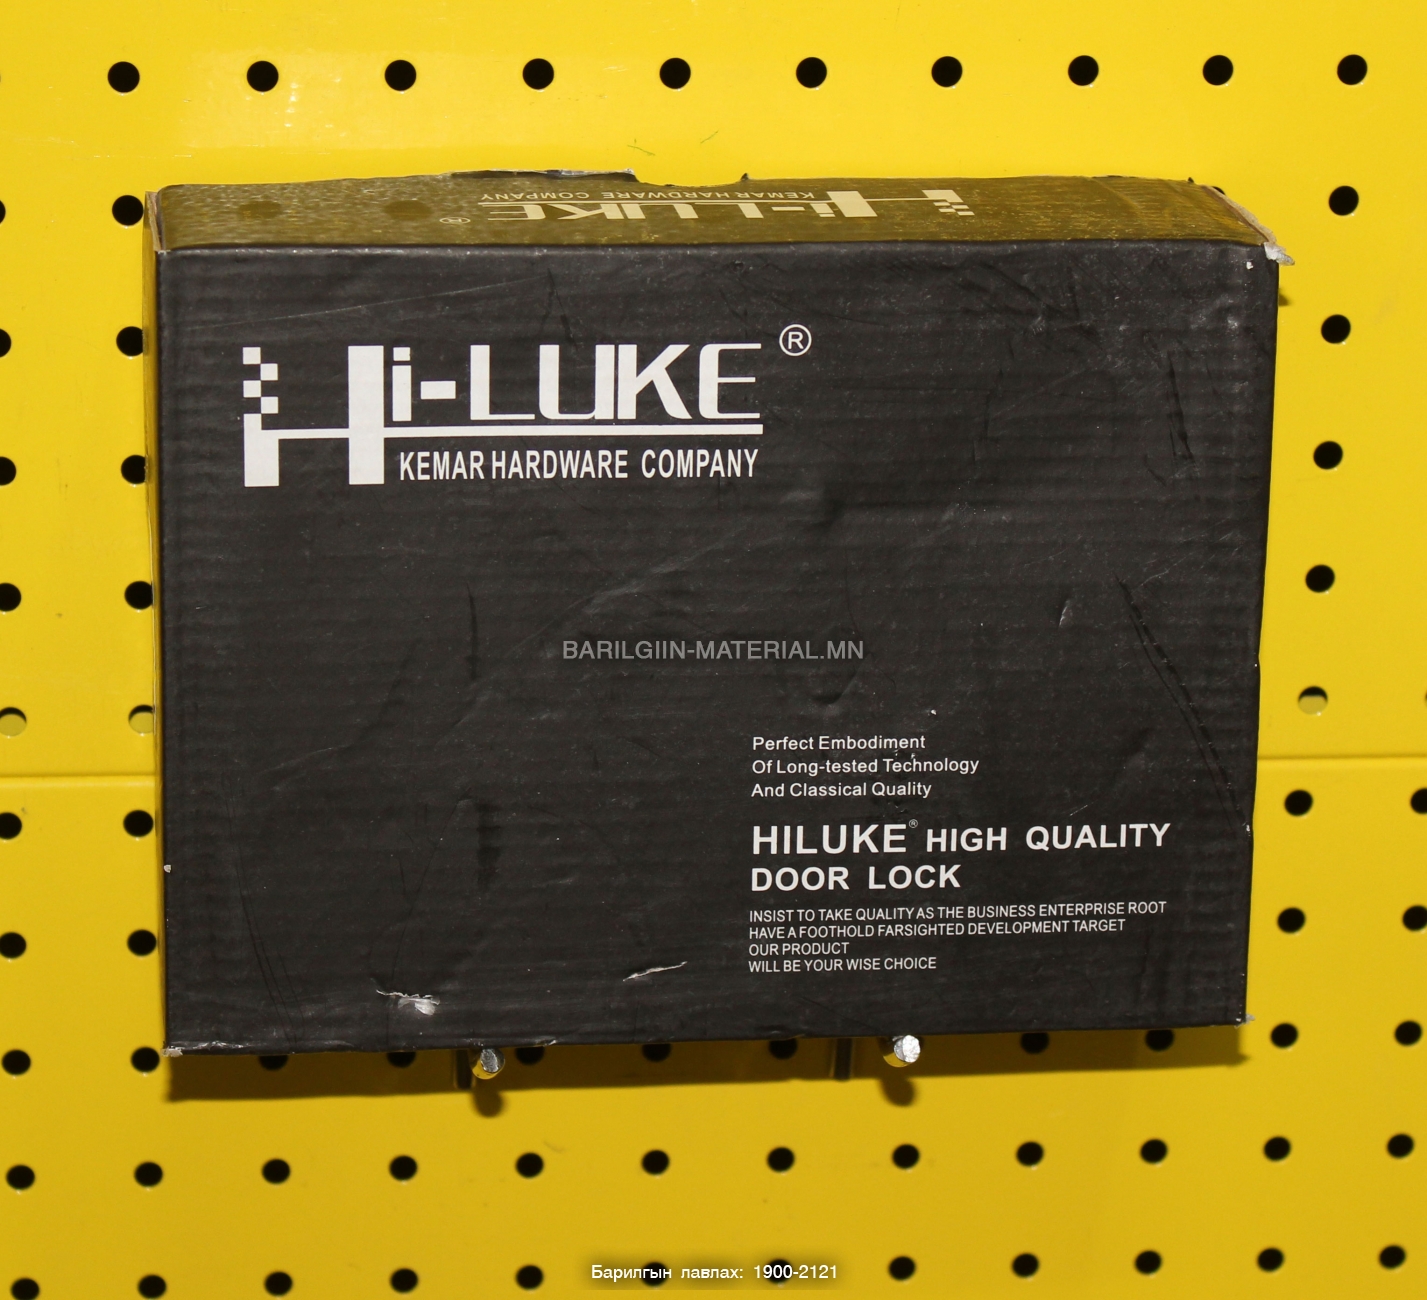 Hi-LUKE®
KEMAR HARDWARE COMPANY
Hi-LUKE®
KEMAR HARDWARE COMPANY
BARILGIIN-MATERIAL.MN
Perfect Embodiment
Of Long-tested Technology
And Classical Quality
HILUKE® HIGH QUALITY
DOOR LOCK
INSIST TO TAKE QUALITY AS THE BUSINESS ENTERPRISE ROOT
HAVE A FOOTHOLD FARSIGHTED DEVELOPMENT TARGET
OUR PRODUCT
WILL BE YOUR WISE CHOICE
Барилгын лавлах: 1900-2121